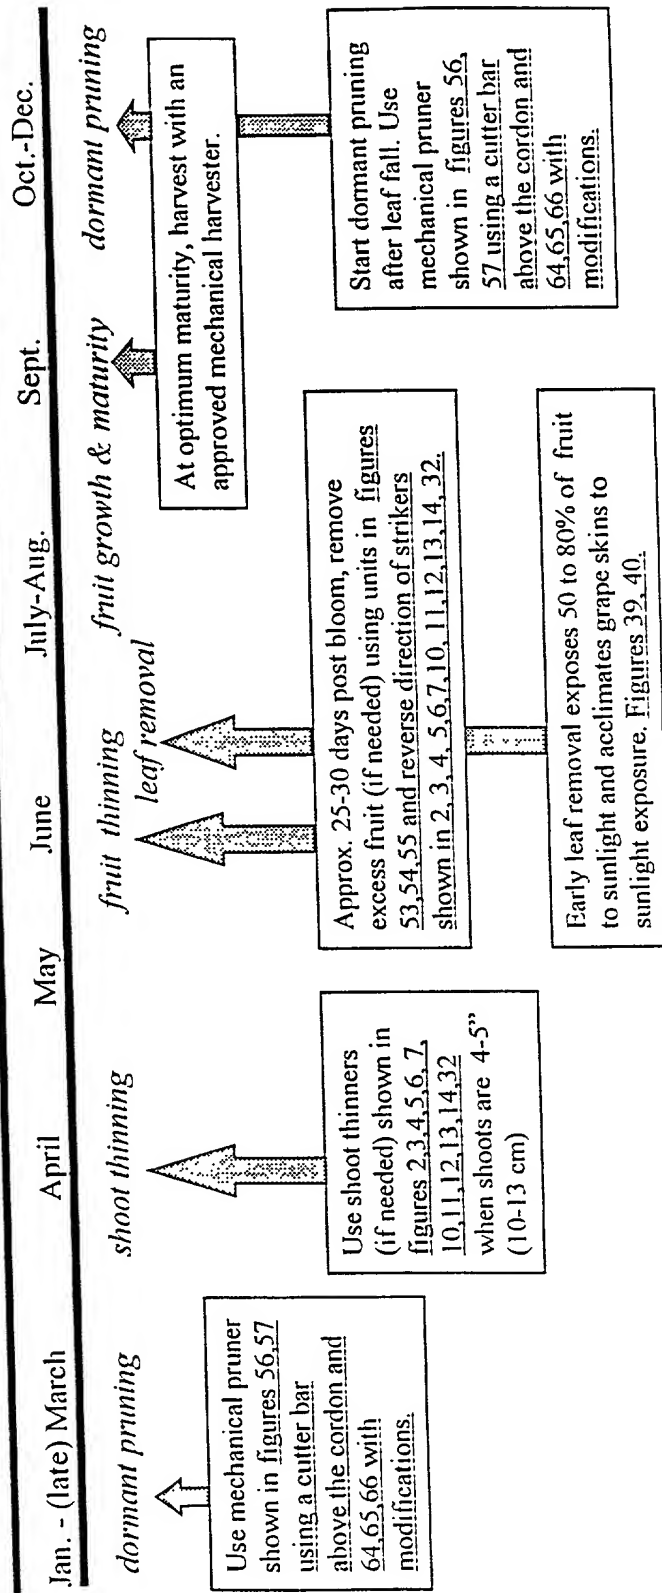 Jan. - (late) March April May June July-Aug. Sept. Oct.-Dec.
dormant pruning shoot thinning fruit thinning fruit growth & maturity dormant pruning
leaf removal
Use mechanical pruner
shown in figures 56,57
using a cutter bar
above the cordon and
64,65,66 with
modifications.
Use shoot thinners
(if needed) shown in
figures 2,3,4,5,6, 7,
10,11,12,13,14,32
when shoots are 4-5”
(10-13 cm)
Approx. 25-30 days post bloom, remove
excess fruit (if needed) using units in figures
53,54,55 and reverse direction of strikers
shown in 2, 3, 4, 5,6,7,10, 11,12,13,14, 32.
Early leaf removal exposes 50 to 80% of fruit
to sunlight and acclimates grape skins to
sunlight exposure. Figures 39, 40.
At optimum maturity, harvest with an
approved mechanical harvester.
Start dormant pruning
after leaf fall. Use
mechanical pruner
shown in figures 56,
57 using a cutter bar
above the cordon and
64,65,66 with
modifications.